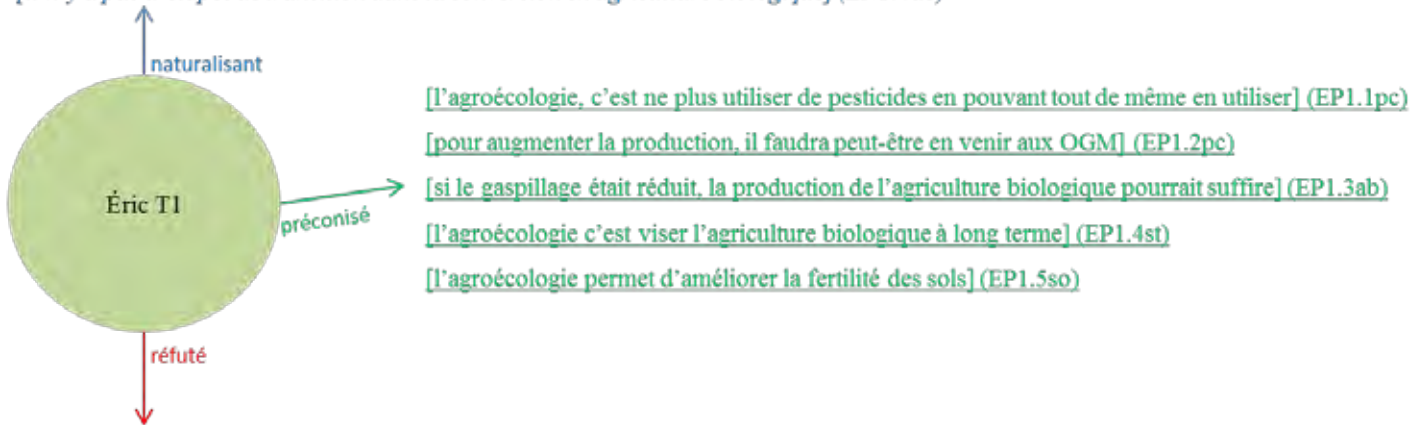 naturalisant
[l’agroécologie, c’est ne plus utiliser de pesticides en pouvant tout de même en utiliser] (EP1.1pc)
[pour augmenter la production, il faudra peut-être en venir aux OGM] (EP1.2pc)
[si le gaspillage était réduit, la production de l’agriculture biologique pourrait suffire] (EP1.3ab)
Éric T1
préconisé
[l’agroécologie c’est viser l’agriculture biologique à long terme] (EP1.4st)
[l’agroécologie permet d’améliorer la fertilité des sols] (EP1.5so)
réfuté